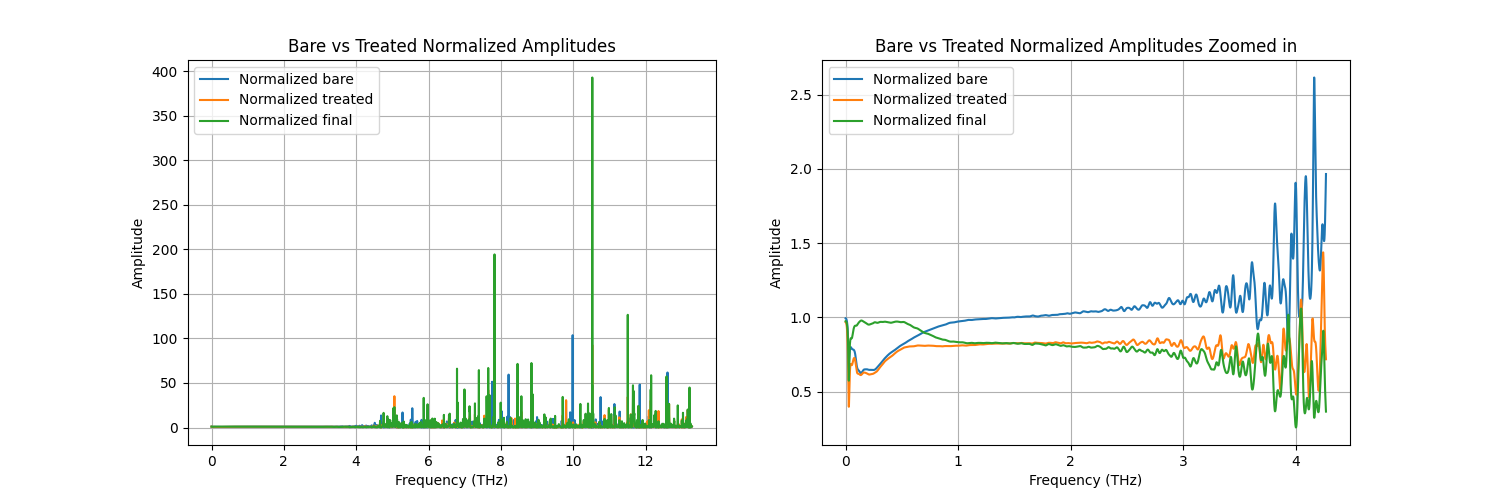 Bare vs Treated Normalized Amplitudes
Normalized bare
Normalized treated
Normalized final
Amplitude
400
350
300
250
200
150
100
50
0
0 2 4 6 8 10 12
Frequency (THz)
Bare vs Treated Normalized Amplitudes Zoomed in
Normalized bare
Normalized treated
Normalized final
Amplitude
2.5
2.0
1.5
1.0
0.5
0 1 2 3 4
Frequency (THz)